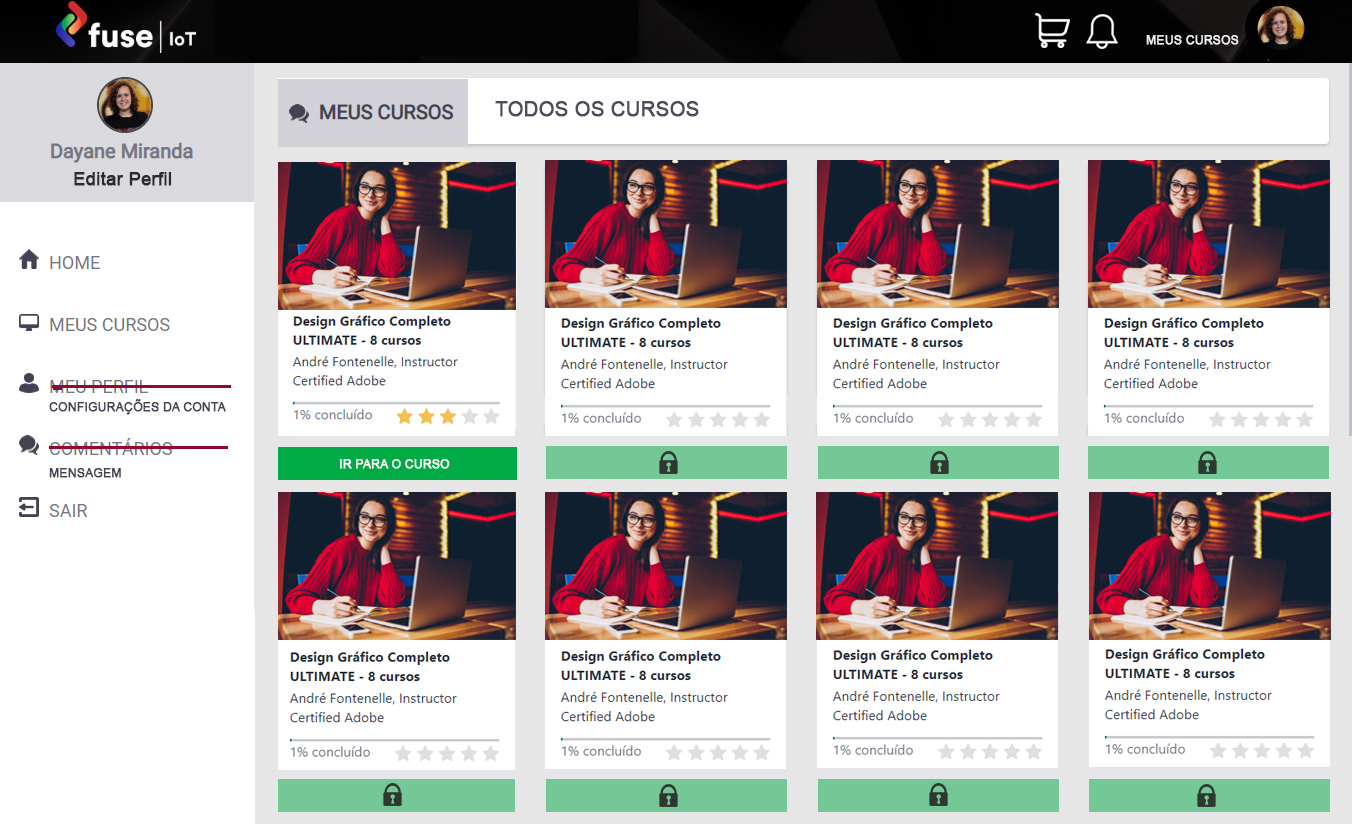 fuse | IoT
MEUS CURSOS
Dayane Miranda
Editar Perfil
HOME
MEUS CURSOS
MEU PERFIL
CONFIGURAÇÕES DA CONTA
COMENTÁRIOS
MENSAGEM
SAIR
MEUS CURSOS
TODOS OS CURSOS
Design Gráfico Completo
ULTIMATE - 8 cursos
André Fontenelle, Instructor
Certified Adobe
1% concluído
IR PARA O CURSO
Design Gráfico Completo
ULTIMATE - 8 cursos
André Fontenelle, Instructor
Certified Adobe
1% concluído
Design Gráfico Completo
ULTIMATE - 8 cursos
André Fontenelle, Instructor
Certified Adobe
1% concluído
Design Gráfico Completo
ULTIMATE - 8 cursos
André Fontenelle, Instructor
Certified Adobe
1% concluído
Design Gráfico Completo
ULTIMATE - 8 cursos
André Fontenelle, Instructor
Certified Adobe
1% concluído
Design Gráfico Completo
ULTIMATE - 8 cursos
André Fontenelle, Instructor
Certified Adobe
1% concluído
Design Gráfico Completo
ULTIMATE - 8 cursos
André Fontenelle, Instructor
Certified Adobe
1% concluído
Design Gráfico Completo
ULTIMATE - 8 cursos
André Fontenelle, Instructor
Certified Adobe
1% concluído